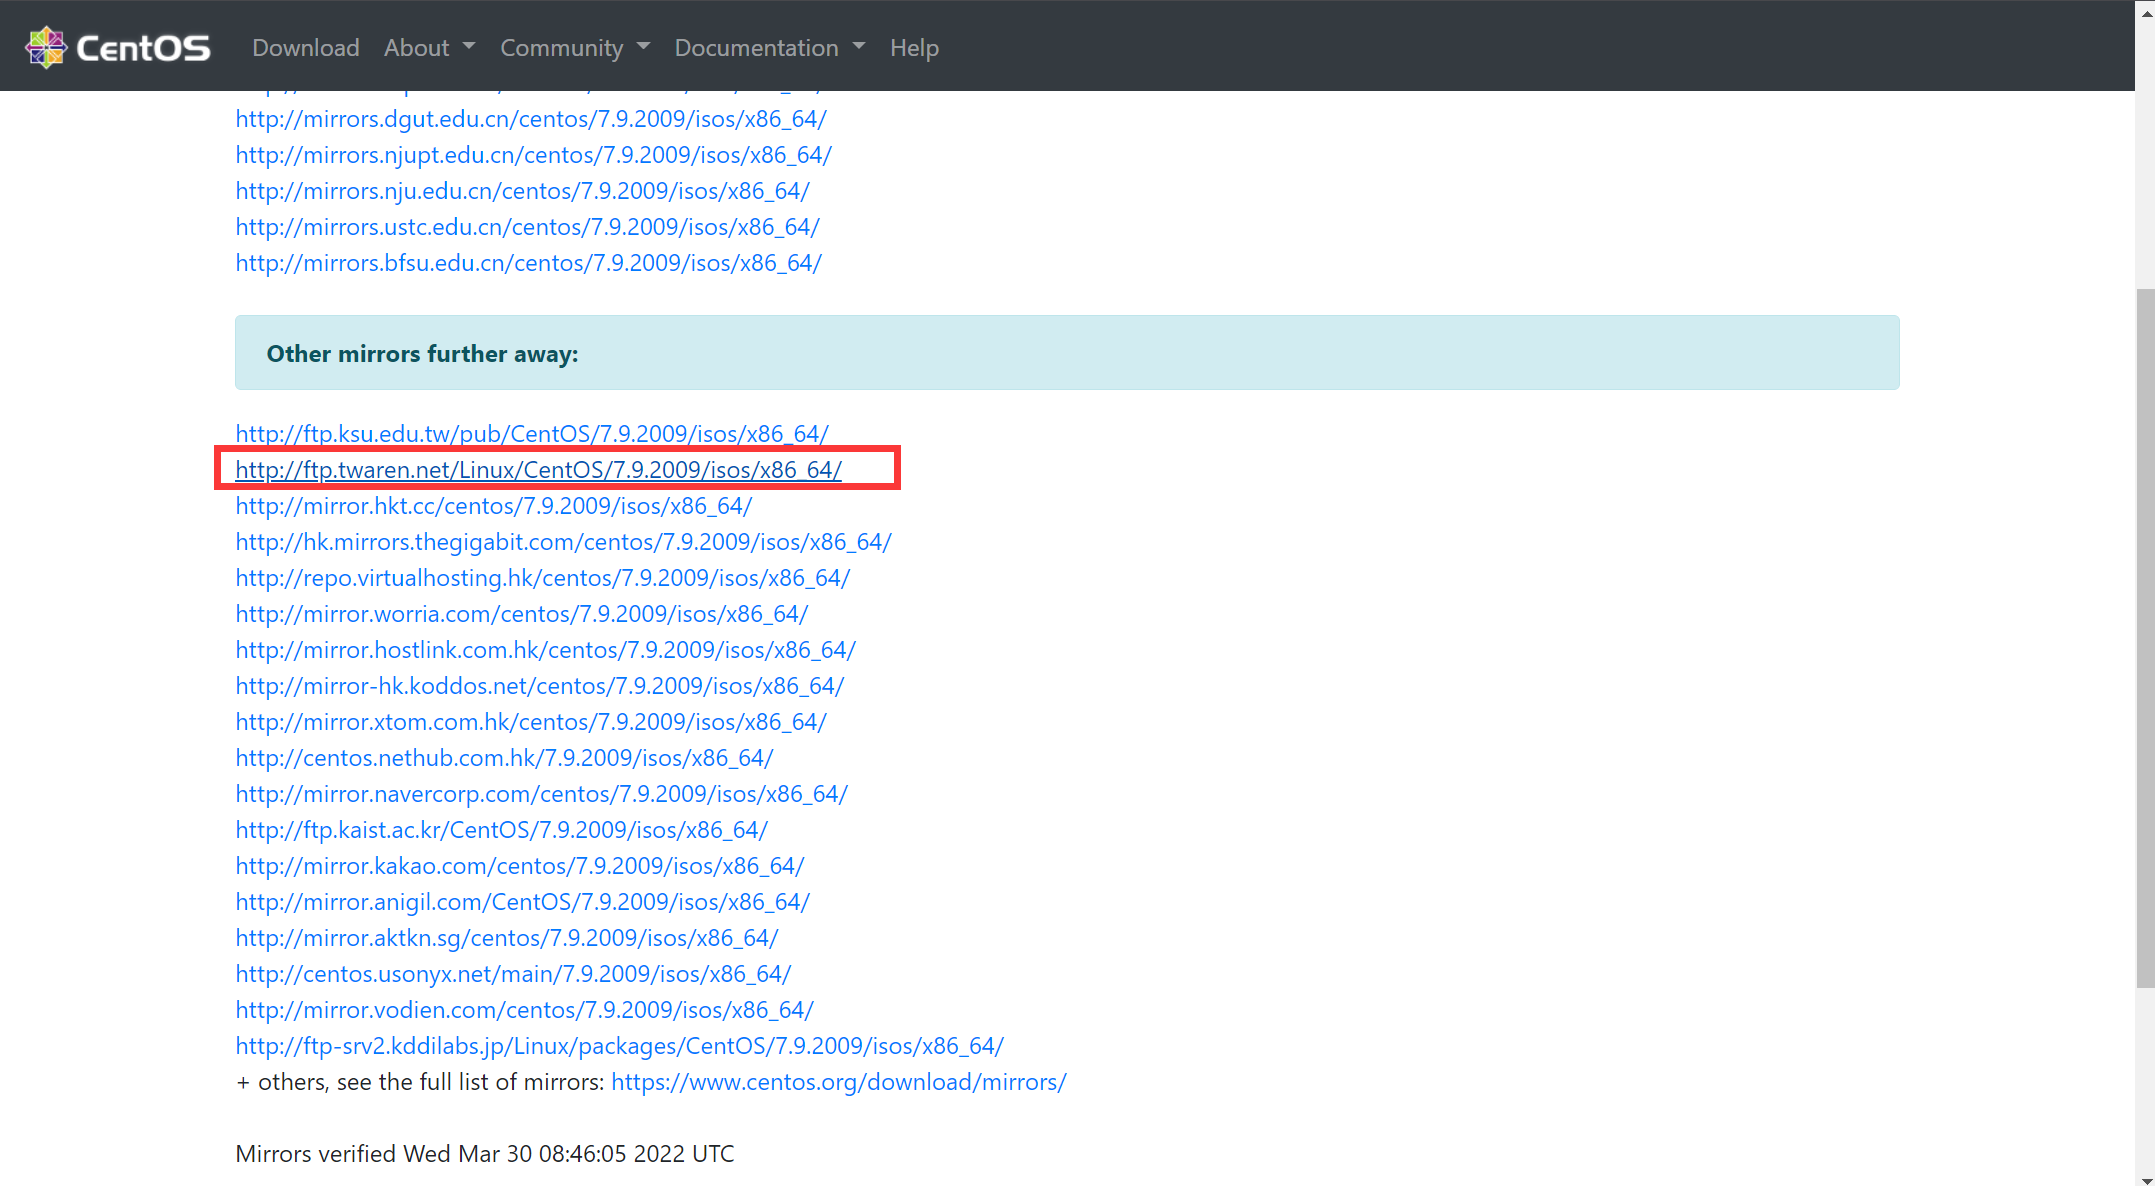 CentOS Download About Community Documentation Help
http://mirrors.dgut.edu.cn/centos/7.9.2009/isos/x86_64/
http://mirrors.njupt.edu.cn/centos/7.9.2009/isos/x86_64/
http://mirrors.nju.edu.cn/centos/7.9.2009/isos/x86_64/
http://mirrors.ustc.edu.cn/centos/7.9.2009/isos/x86_64/
http://mirrors.bfsu.edu.cn/centos/7.9.2009/isos/x86_64/
Other mirrors further away:
http://ftp.ksu.edu.tw/pub/CentOS/7.9.2009/isos/x86_64/
http://ftp.twaren.net/Linux/CentOS/7.9.2009/isos/x86_64/
http://mirror.hkt.cc/centos/7.9.2009/isos/x86_64/
http://hk.mirrors.thegigabit.com/centos/7.9.2009/isos/x86_64/
http://repo.virtualhosting.hk/centos/7.9.2009/isos/x86_64/
http://mirror.worria.com/centos/7.9.2009/isos/x86_64/
http://mirror.hostlink.com.hk/centos/7.9.2009/isos/x86_64/
http://mirror-hk.koddos.net/centos/7.9.2009/isos/x86_64/
http://mirror.xtom.com.hk/centos/7.9.2009/isos/x86_64/
http://centos.nethub.com.hk/7.9.2009/isos/x86_64/
http://mirror.navercorp.com/centos/7.9.2009/isos/x86_64/
http://ftp.kaist.ac.kr/CentOS/7.9.2009/isos/x86_64/
http://mirror.kakao.com/centos/7.9.2009/isos/x86_64/
http://mirror.anigil.com/CentOS/7.9.2009/isos/x86_64/
http://mirror.aktkn.sg/centos/7.9.2009/isos/x86_64/
http://centos.usonyx.net/main/7.9.2009/isos/x86_64/
http://mirror.vodien.com/centos/7.9.2009/isos/x86_64/
http://ftp-srv2.kddilabs.jp/Linux/packages/CentOS/7.9.2009/isos/x86_64/
+ others, see the full list of mirrors: https://www.centos.org/download/mirrors/
Mirrors verified Wed Mar 30 08:46:05 2022 UTC